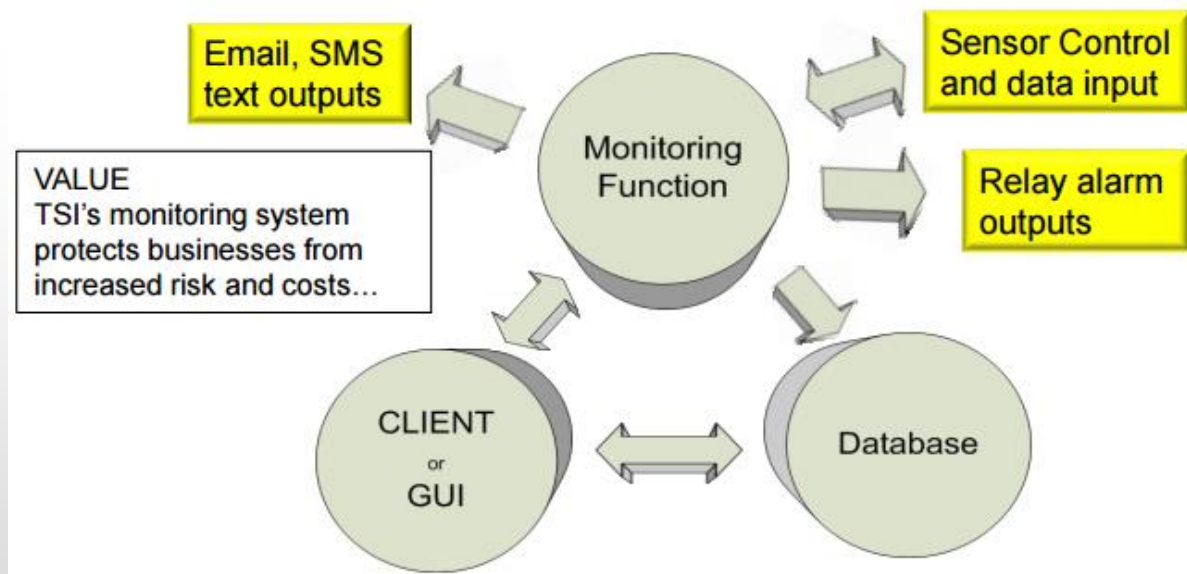 Email, SMS
text outputs
Sensor Control
and data input
Monitoring
Function
VALUE
TSI’s monitoring system
protects businesses from
increased risk and costs…
Relay alarm
outputs
CLIENT
or
GUI
Database